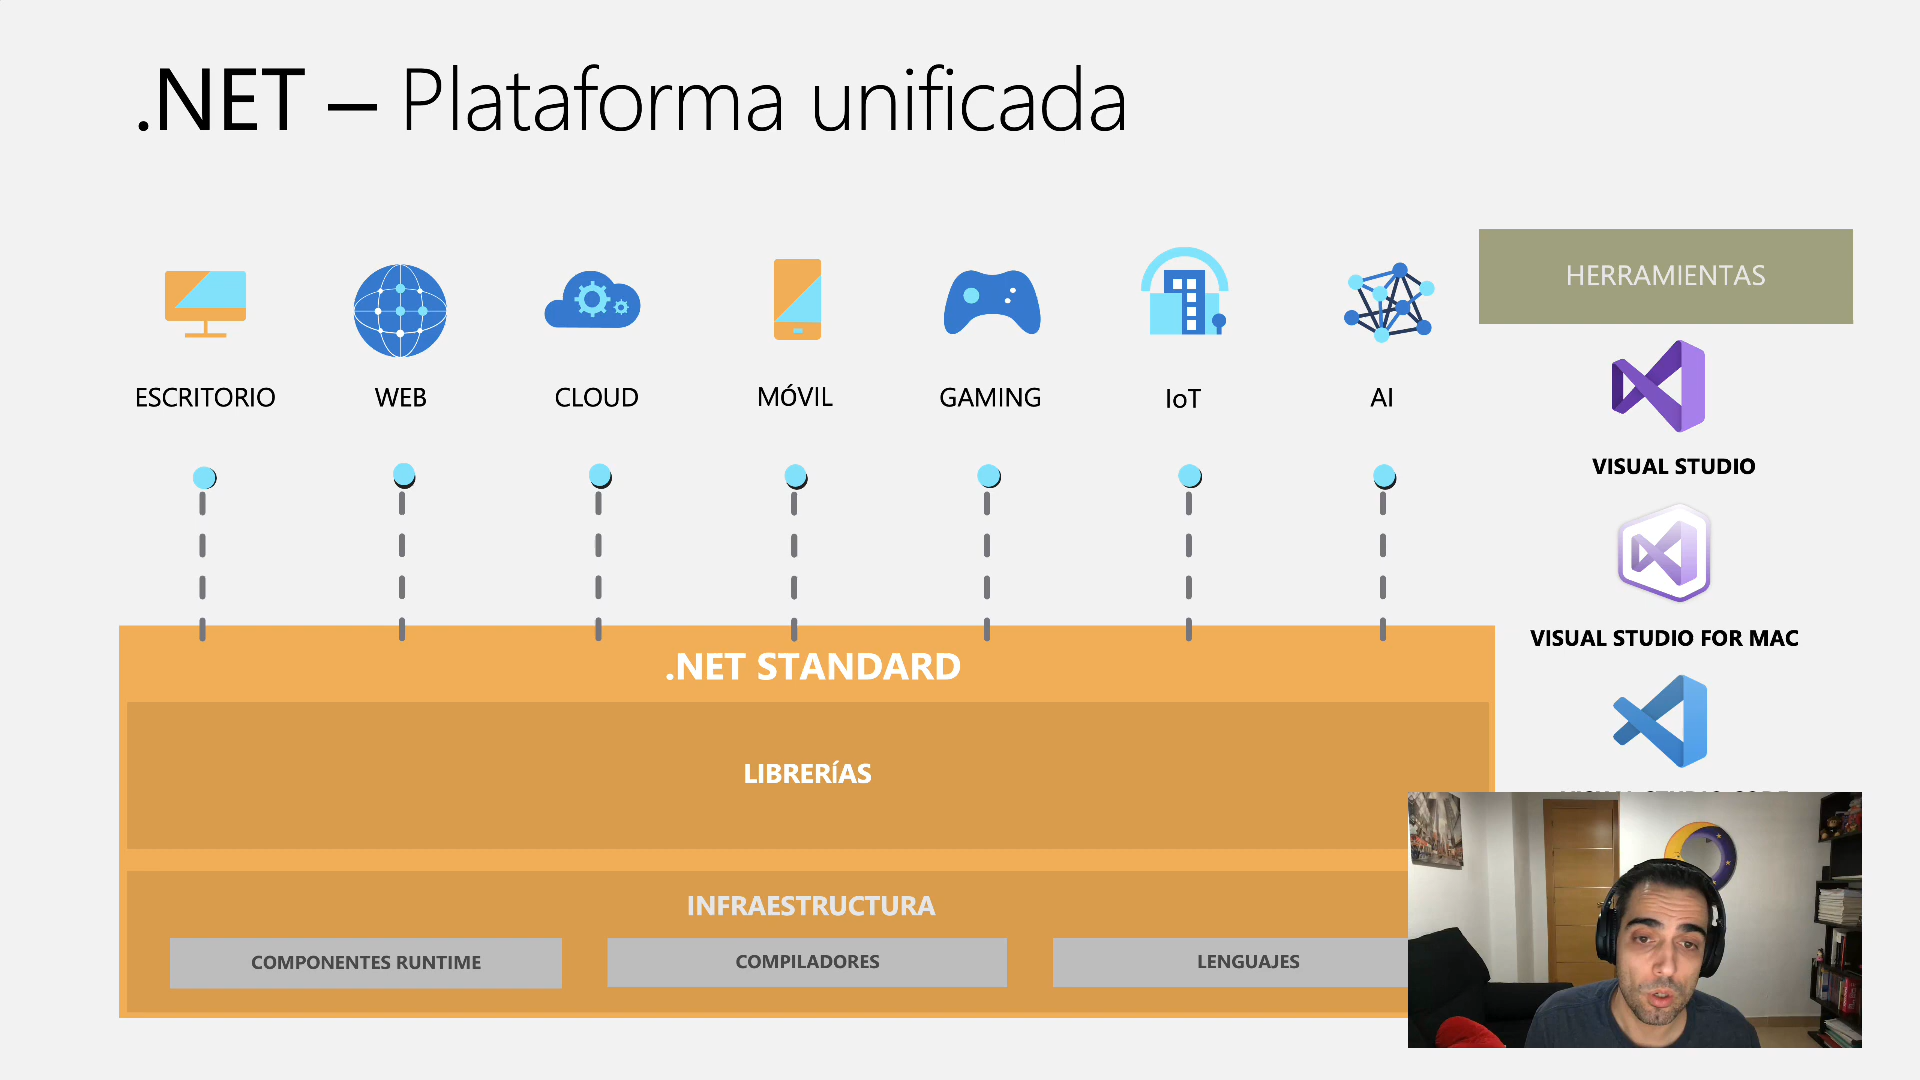 .NET – Plataforma unificada
ESCRITORIO
WEB
CLOUD
MÓVIL
GAMING
IoT
AI
.NET STANDARD
LIBRERÍAS
INFRAESTRUCTURA
COMPONENTES RUNTIME
COMPILADORES
LENGUAJES
HERRAMIENTAS
VISUAL STUDIO
VISUAL STUDIO FOR MAC